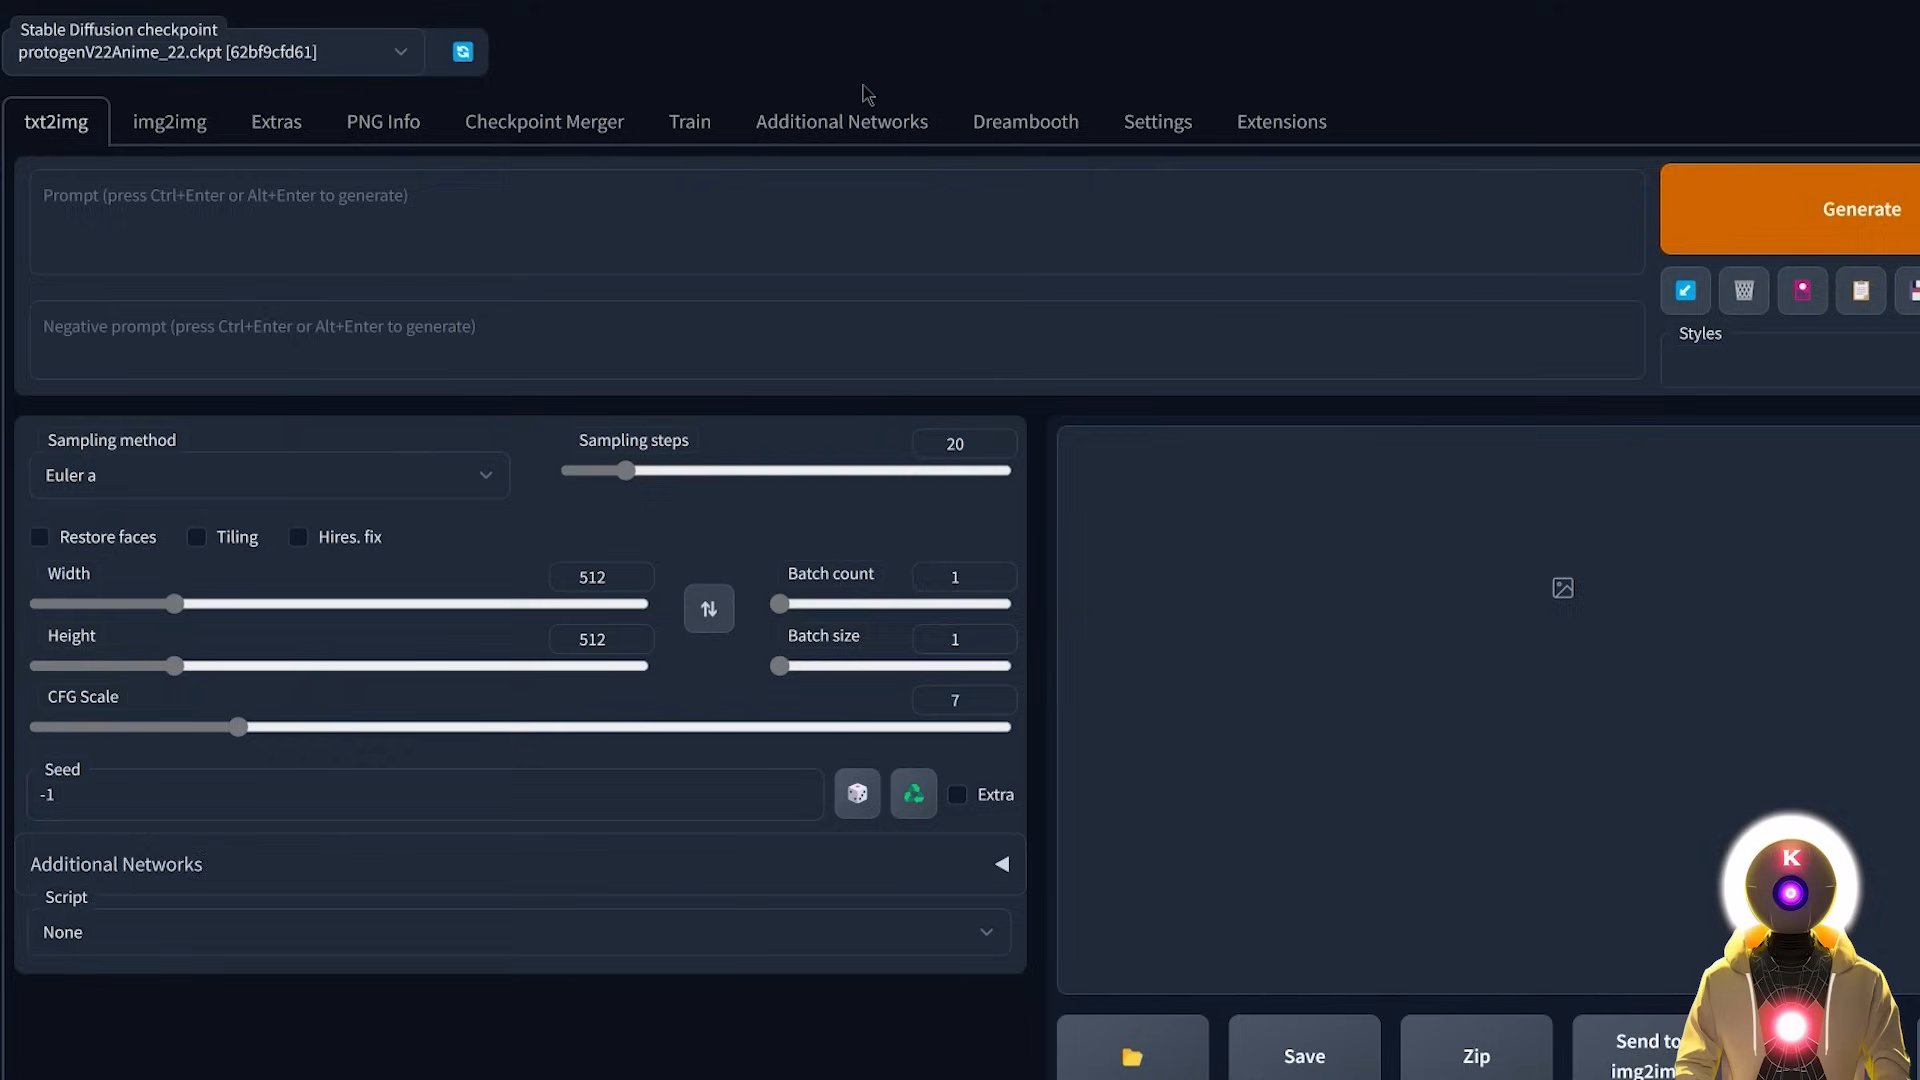 Stable Diffusion checkpoint
protogenV22Anime_22.ckpt [62bf9cfd61]
txt2img
img2img
Extras
PNG Info
Checkpoint Merger
Train
Additional Networks
Dreambooth
Settings
Extensions
Prompt (press Ctrl+Enter or Alt+Enter to generate)
Generate
Negative prompt (press Ctrl+Enter or Alt+Enter to generate)
Styles
Sampling method
Euler a
Sampling steps
20
Restore faces
Tiling
Hires. fix
Width
512
Batch count
1
Height
512
Batch size
1
CFG Scale
7
Seed
-1
Extra
Additional Networks
Script
None
K
Save
Zip
Send to
img2im